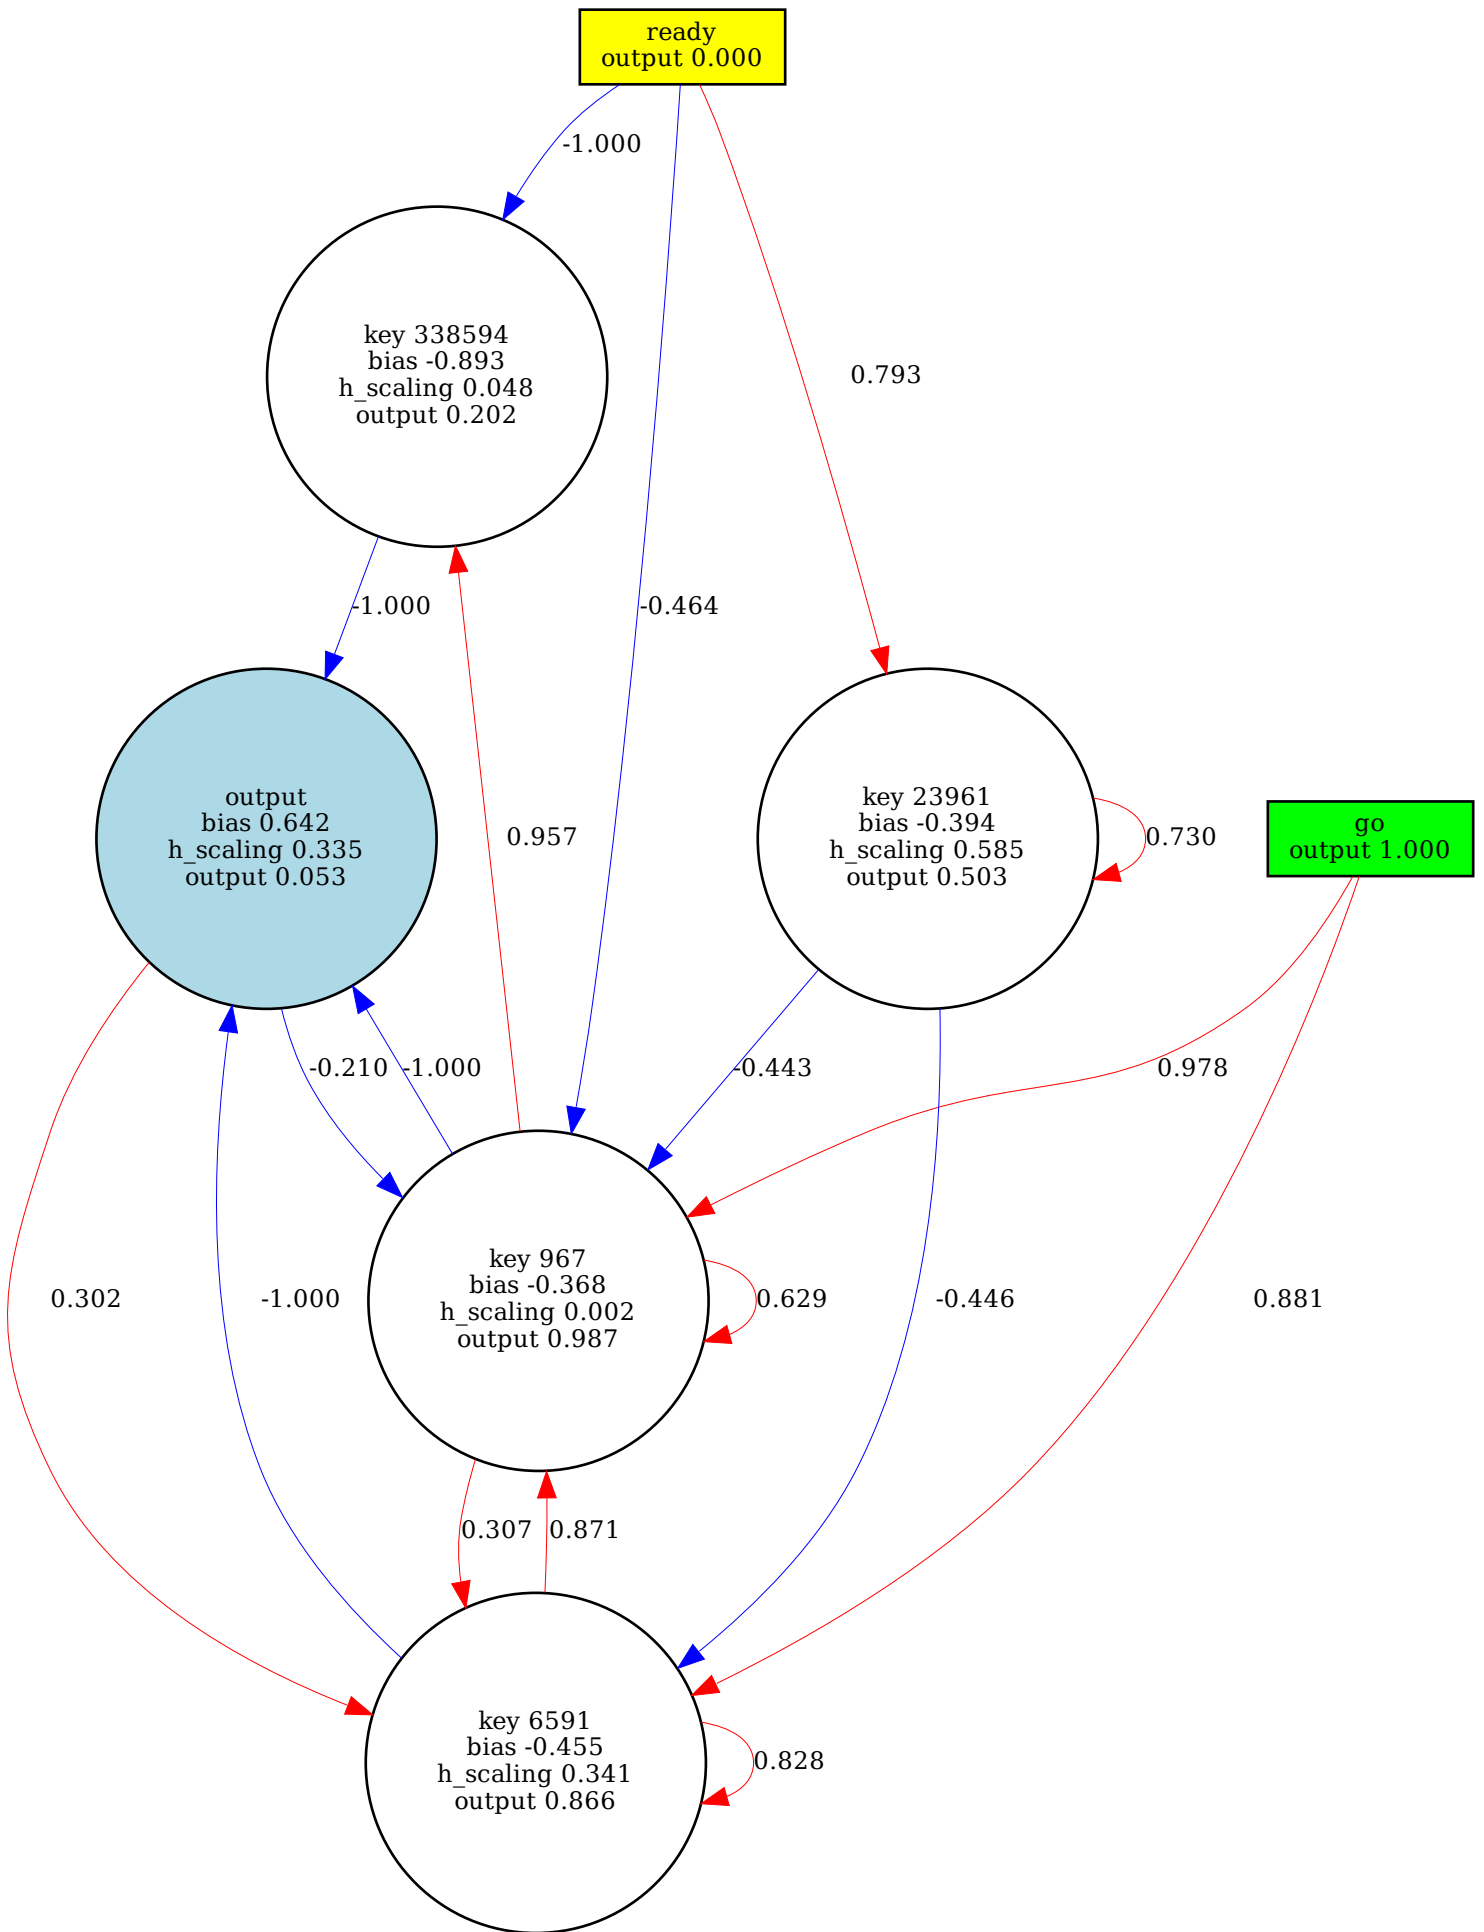 ready
output 0.000
-1.000
key 338594
bias -0.893
h_scaling 0.048
output 0.202
0.793
-1.000
-0.464
output
bias 0.642
h_scaling 0.335
output 0.053
0.957
key 23961
bias -0.394
h_scaling 0.585
output 0.503
0.730
go
output 1.000
-0.210
-1.000
-0.443
0.978
0.302
-1.000
key 967
bias -0.368
h_scaling 0.002
output 0.987
0.629
-0.446
0.881
0.307
0.871
key 6591
bias -0.455
h_scaling 0.341
output 0.866
0.828